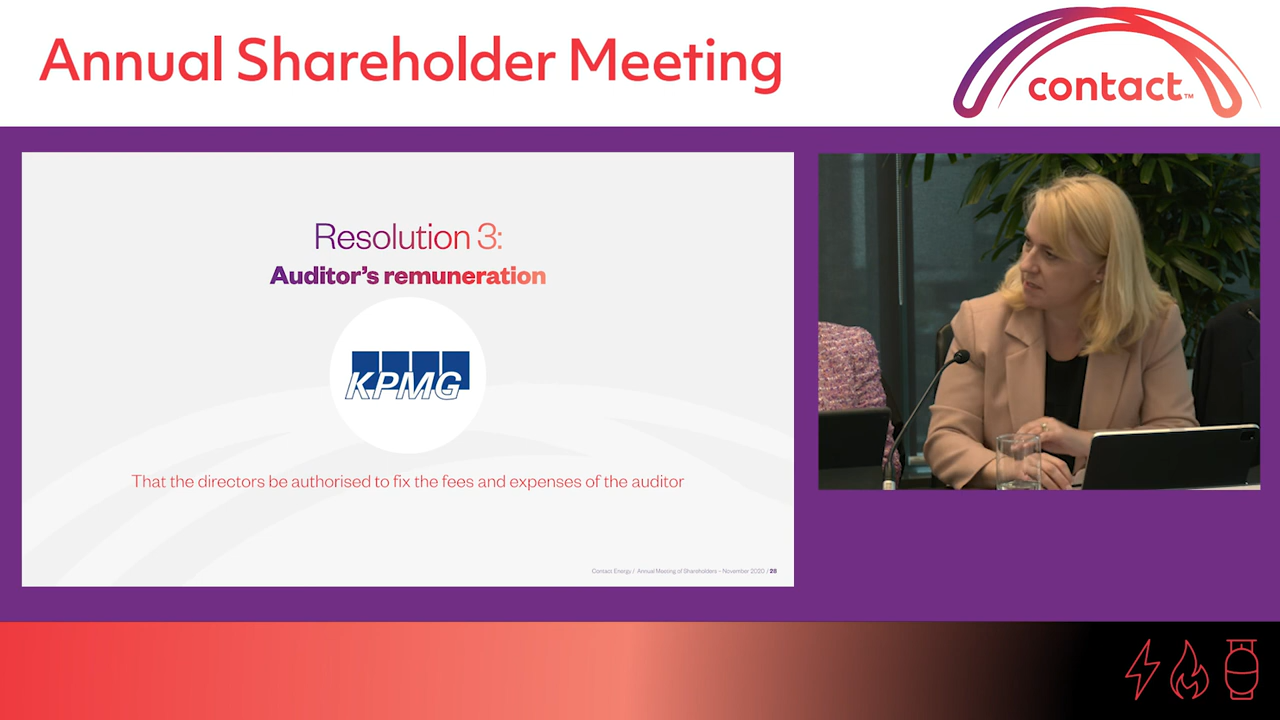 Annual Shareholder Meeting
contact™
Resolution 3:
Auditor's remuneration
KPMG
That the directors be authorised to fix the fees and expenses of the auditor
Contact Energy / Annual Meeting of Shareholders – November 2020 / 28